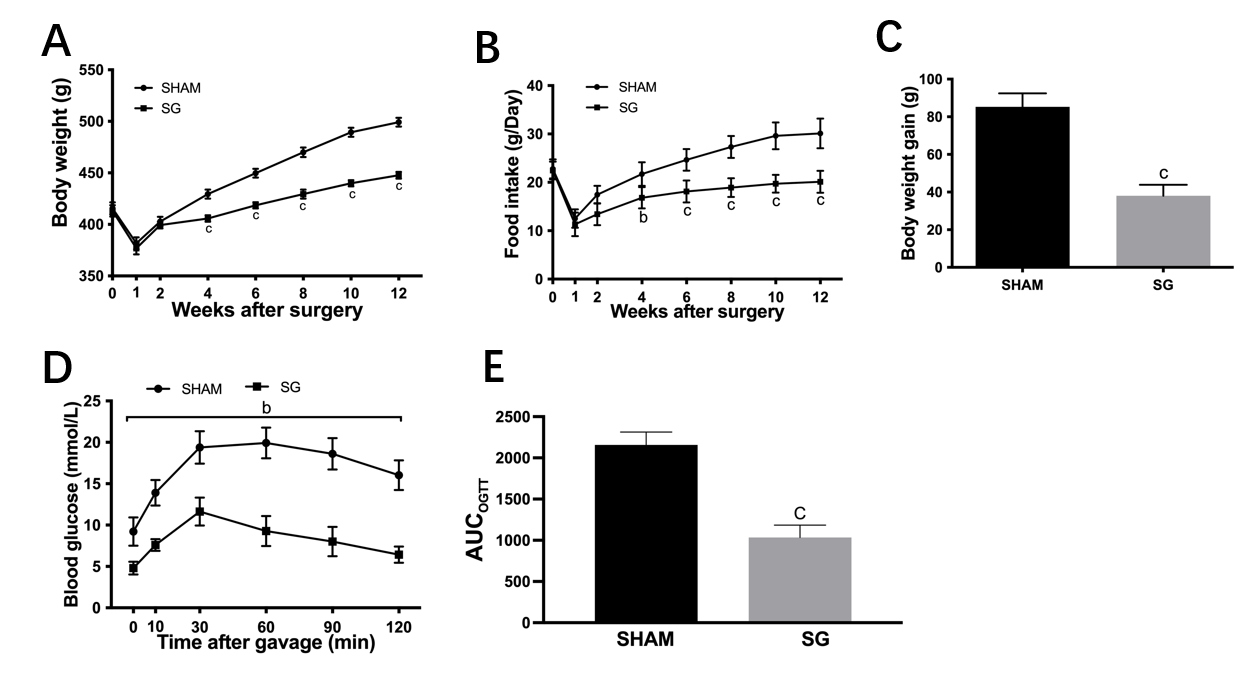 A
Body weight (g)
550
500
450
400
350
SHAM
SG
c
c
c
c
c
0 1 2 4 6 8 10 12
Weeks after surgery
B
Food intake (g/Day)
40
30
20
10
0
SHAM
SG
b
c
c
c
c
0 1 2 4 6 8 10 12
Weeks after surgery
C
Body weight gain (g)
100
80
60
40
20
0
c
SHAM SG
D
Blood glucose (mmol/L)
SHAM SG
25
20
15
10
5
0
b
0 10 30 60 90 120
Time after gavage (min)
E
AUCOGTT
2500
2000
1500
1000
500
0
C
SHAM SG